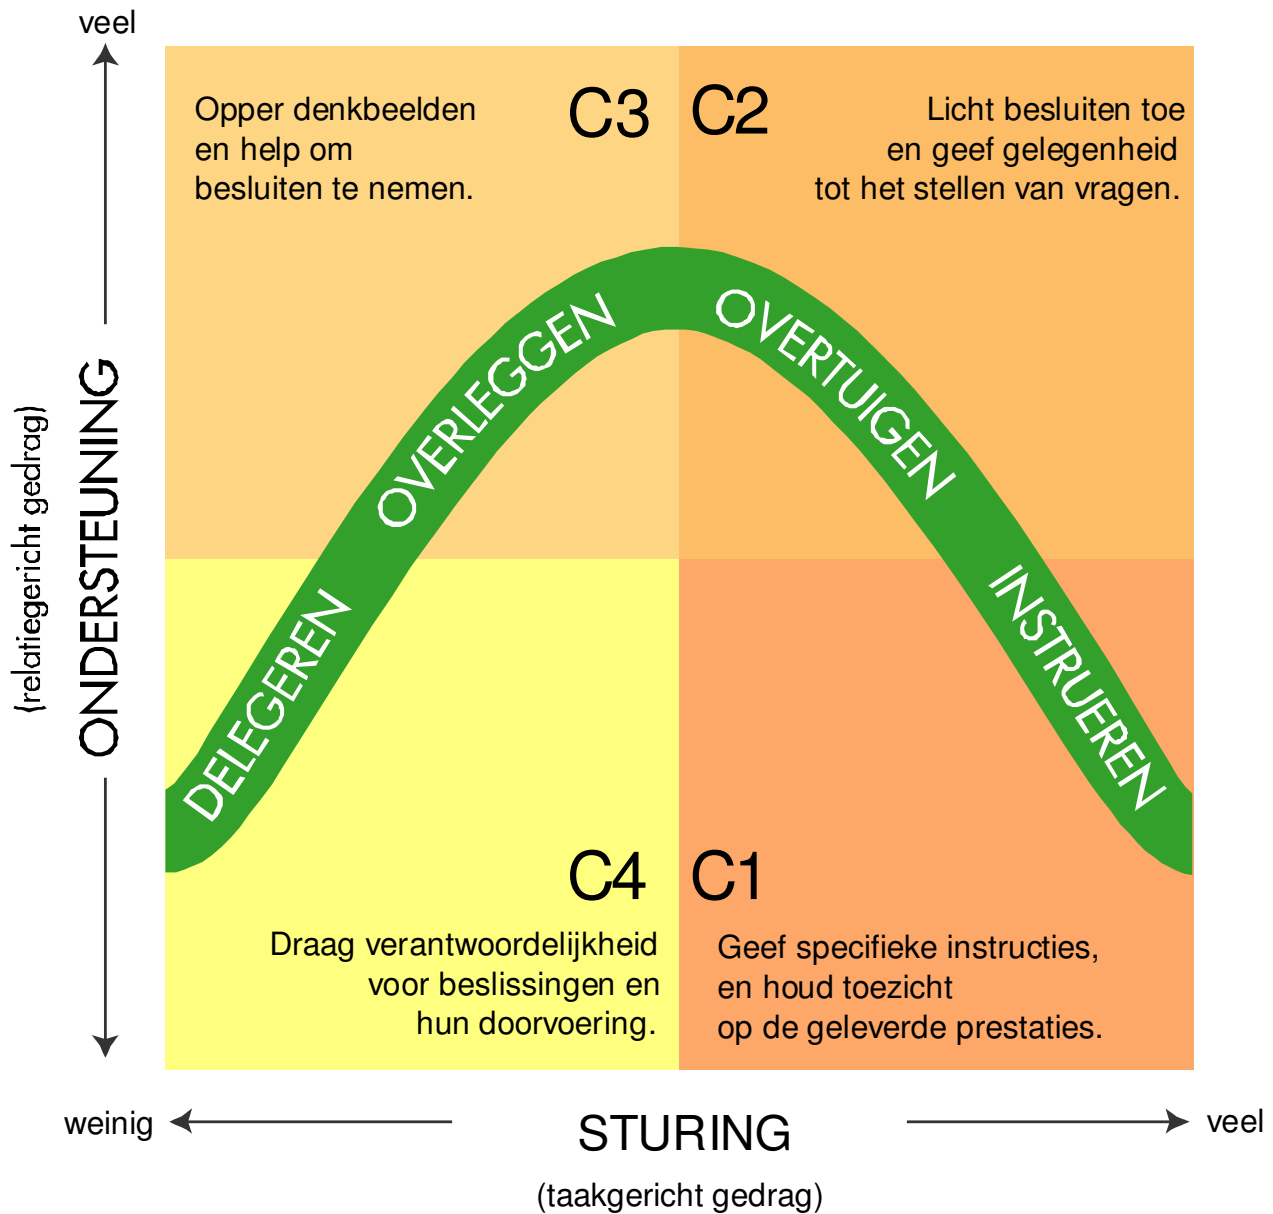 veel
Opper denkbeelden
en help om
besluiten te nemen.
C3
C2
Licht besluiten toe
en geef gelegenheid
tot het stellen van vragen.
OVERLEGGEN
OVERTUIGEN
ONDERSTEUNING
(relatiegericht gedrag)
DELEGEREN
INSTRUEREN
C4
C1
Draag verantwoordelijkheid
voor beslissingen en
hun doorvoering.
Geef specifieke instructies,
en houd toezicht
op de geleverde prestaties.
weinig
STURING
veel
(taakgericht gedrag)